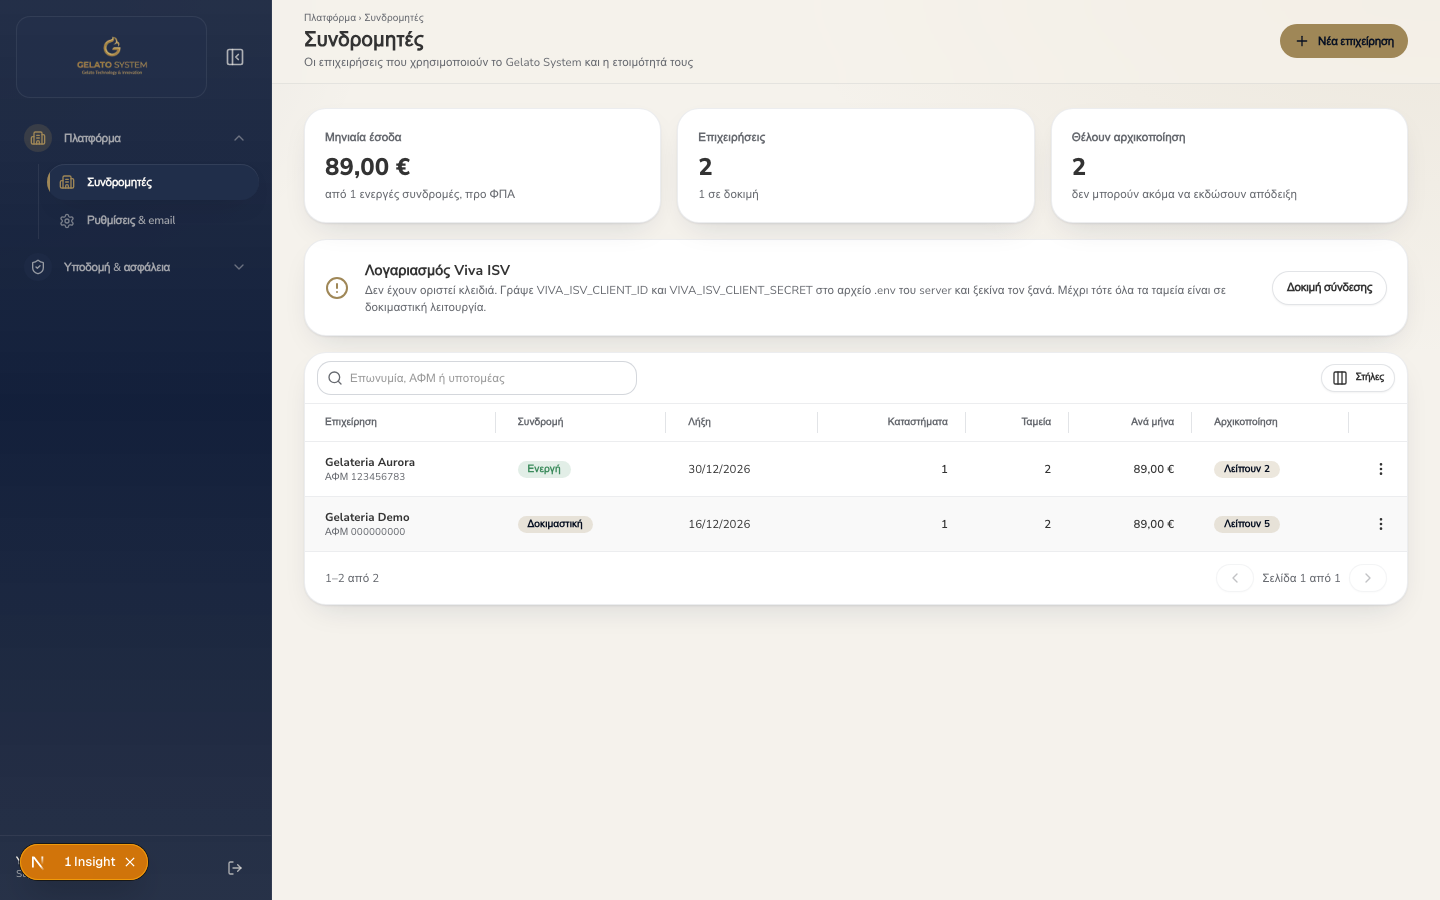 GELATO SYSTEM
Gelato Technology & Innovation
Πλατφόρμα
Συνδρομητές
Ρυθμίσεις & email
Υποδομή & ασφάλεια
1 Insight
Πλατφόρμα › Συνδρομητές
Συνδρομητές
Οι επιχειρήσεις που χρησιμοποιούν το Gelato System και η ετοιμότητά τους
Νέα επιχείρηση
Μηνιαία έσοδα
89,00 €
από 1 ενεργές συνδρομές, προ ΦΠΑ
Επιχειρήσεις
2
1 σε δοκιμή
Θέλουν αρχικοποίηση
2
δεν μπορούν ακόμα να εκδώσουν απόδειξη
Λογαριασμός Viva ISV
Δεν έχουν οριστεί κλειδιά. Γράψε VIVA_ISV_CLIENT_ID και VIVA_ISV_CLIENT_SECRET στο αρχείο .env του server και ξεκίνα τον ξανά. Μέχρι τότε όλα τα ταμεία είναι σε
δοκιμαστική λειτουργία.
Δοκιμή σύνδεσης
Επωνυμία, ΑΦΜ ή υποτομέας
Στήλες
Επιχείρηση Συνδρομή Λήξη Καταστήματα Ταμεία Ανά μήνα Αρχικοποίηση
Gelateria Aurora
ΑΦΜ 123456783
Ενεργή 30/12/2026 1 2 89,00 € Λείπουν 2
Gelateria Demo
ΑΦΜ 000000000
Δοκιμαστική 16/12/2026 1 2 89,00 € Λείπουν 5
1–2 από 2
Σελίδα 1 από 1